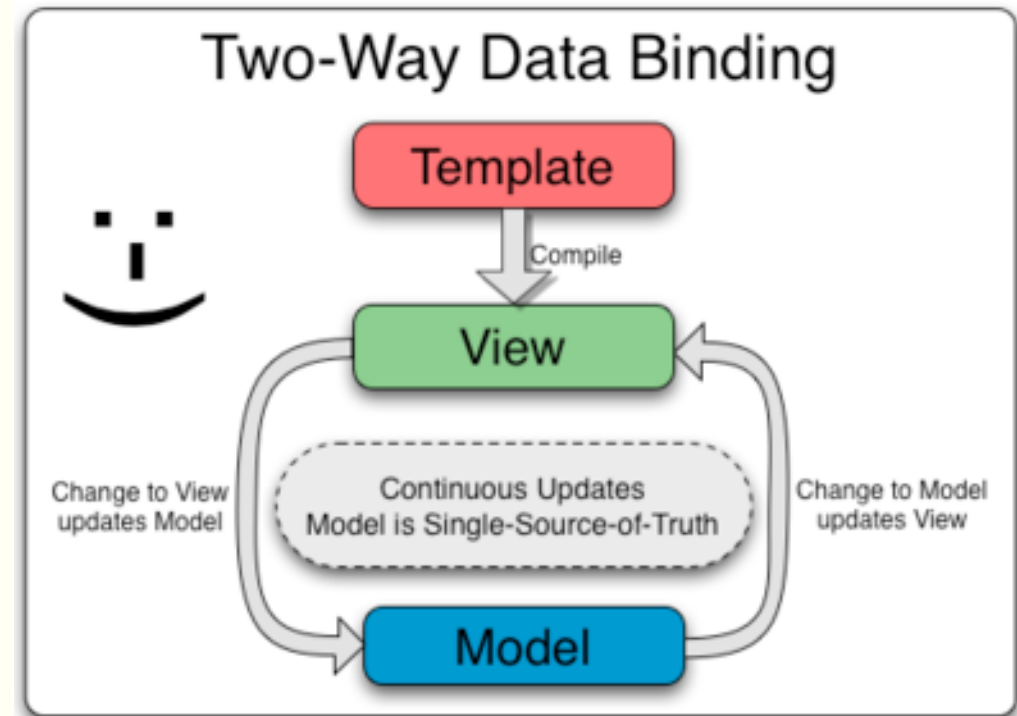 Two-Way Data Binding
Template
Compile
View
Change to View
updates Model
Continuous Updates
Model is Single-Source-of-Truth
Change to Model
updates View
Model